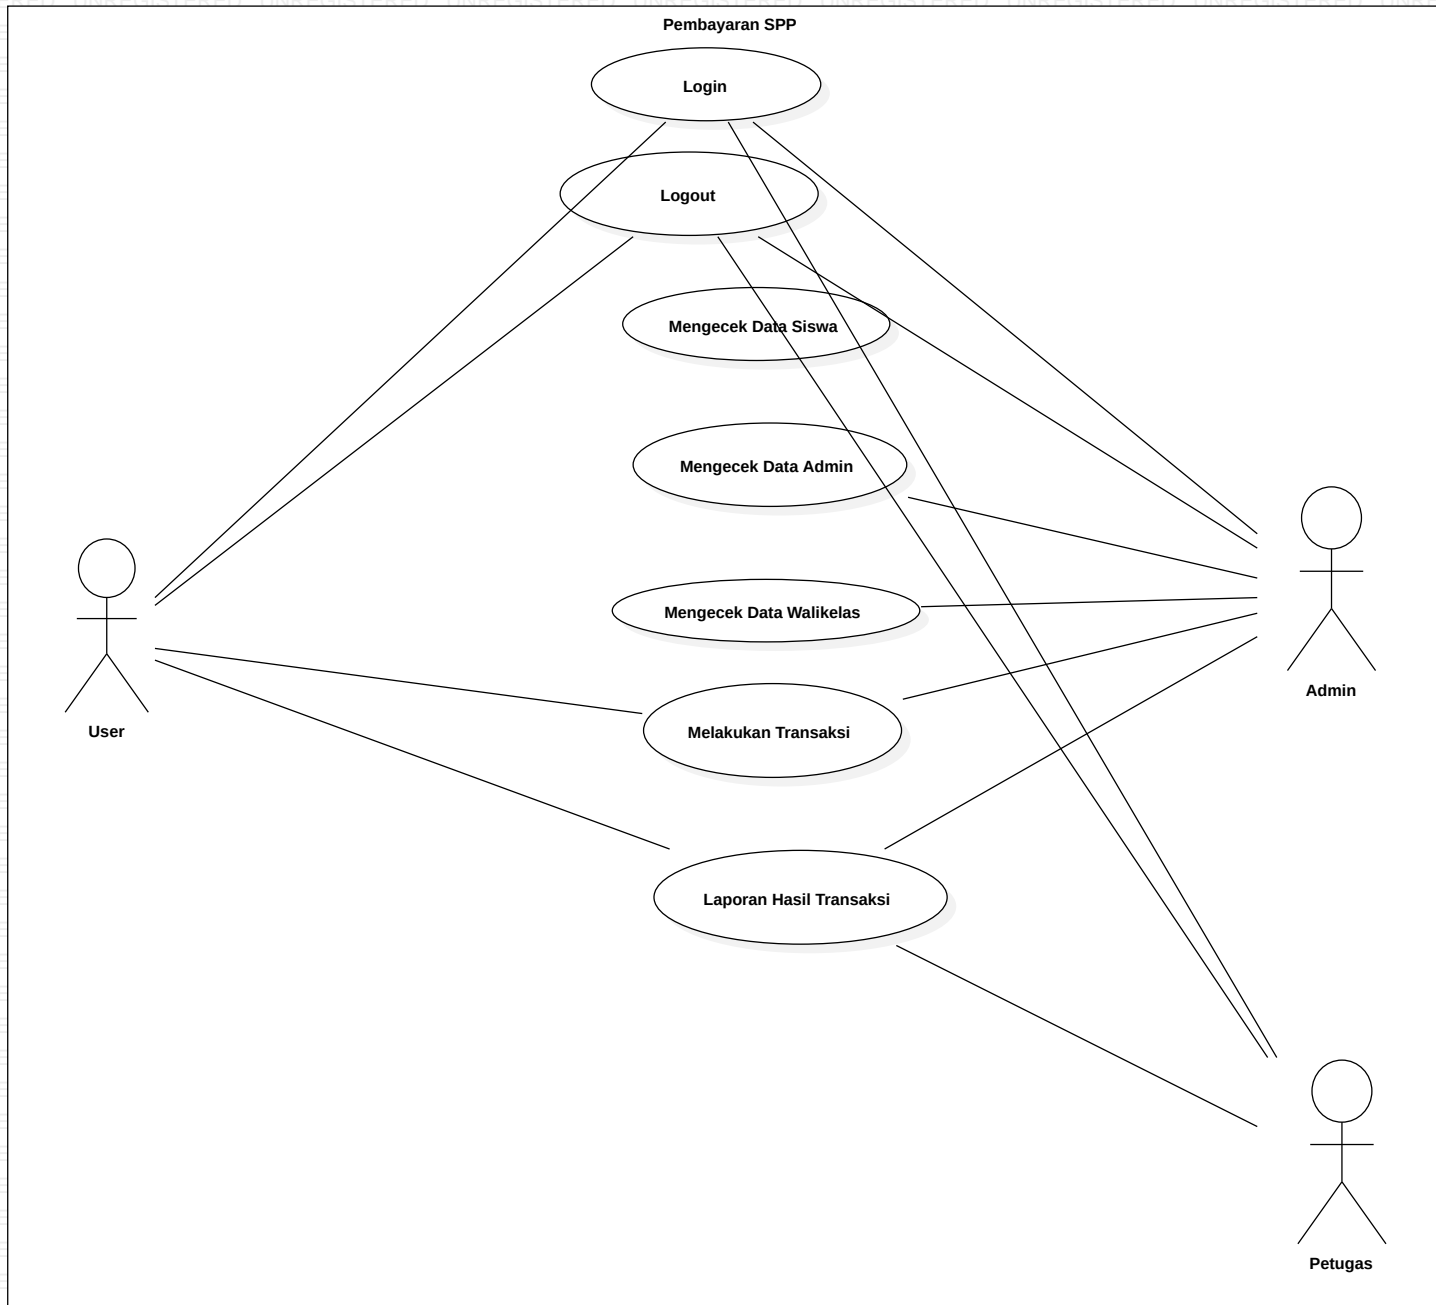 Pembayaran SPP
Login
Logout
Mengecek Data Siswa
Mengecek Data Admin
Mengecek Data Walikelas
Melakukan Transaksi
Laporan Hasil Transaksi
User
Admin
Petugas